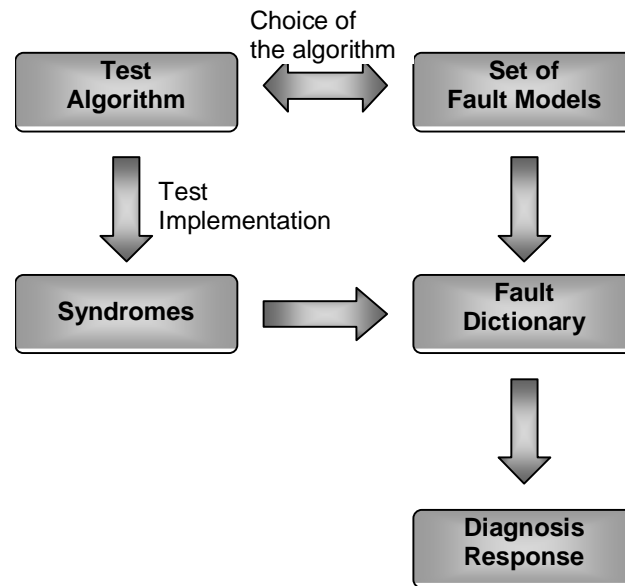 Choice of
the algorithm
Test
Algorithm
Set of
Fault Models
Test
Implementation
Syndromes
Fault
Dictionary
Diagnosis
Response